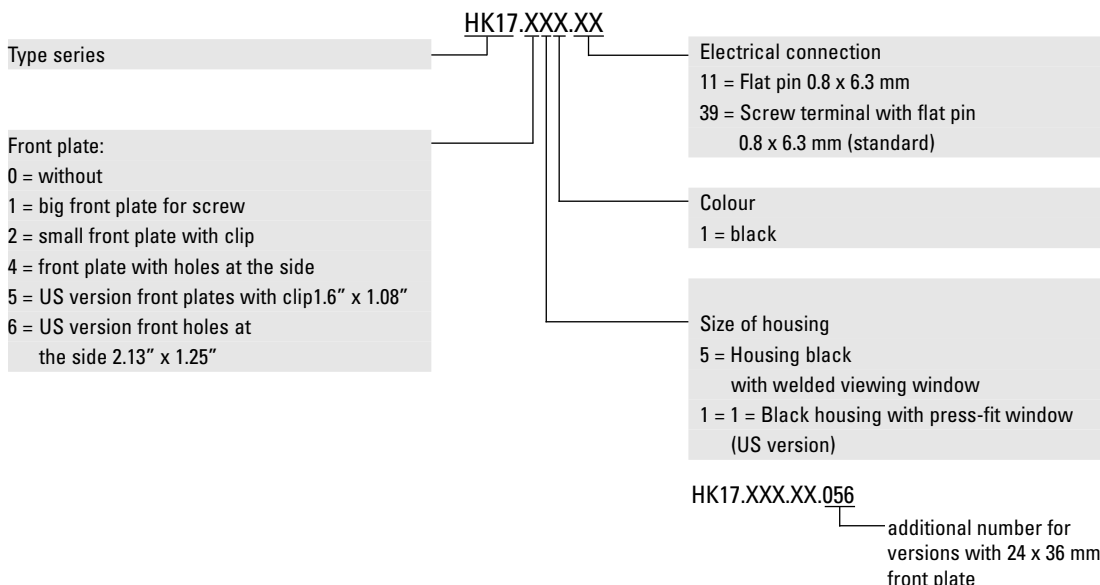 HK17.XXX.XX
Type series
Front plate:
0 = without
1 = big front plate for screw
2 = small front plate with clip
4 = front plate with holes at the side
5 = US version front plates with clip1.6” x 1.08”
6 = US version front holes at
the side 2.13” x 1.25”
Electrical connection
11 = Flat pin 0.8 x 6.3 mm
39 = Screw terminal with flat pin
0.8 x 6.3 mm (standard)
Colour
1 = black
Size of housing
5 = Housing black
with welded viewing window
1 = 1 = Black housing with press-fit window
(US version)
HK17.XXX.XX.056
additional number for
versions with 24 x 36 mm
front plate